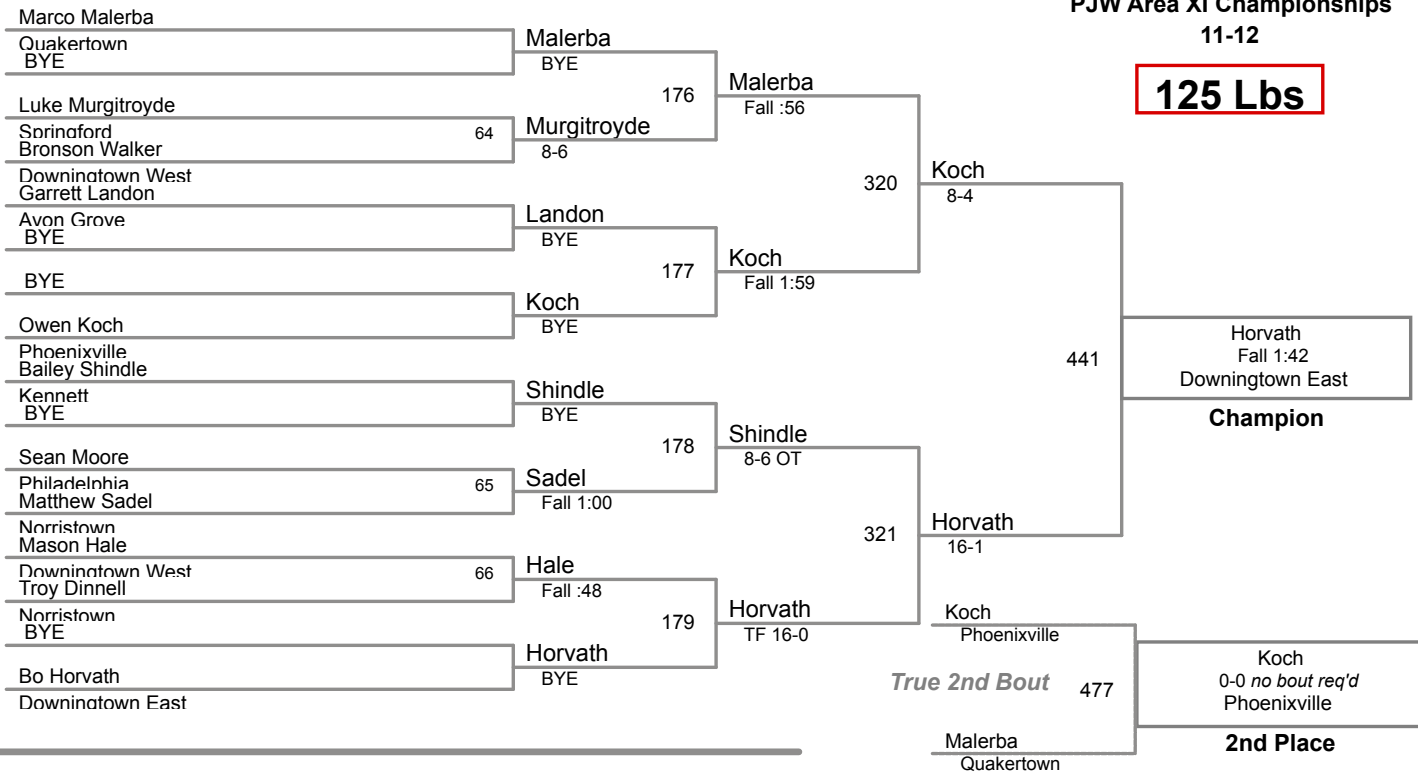 PJW Area XI Championships
11-12
125 Lbs
Marco Malerba
Quakertown
BYE
Luke Murgitroyde
Springford
64
Bronson Walker
Downingtown West
Garrett Landon
Avon Grove
BYE
BYE
Owen Koch
Phoenixville
Bailey Shindle
Kennett
BYE
Sean Moore
Philadelphia
65
Matthew Sadel
Norristown
Mason Hale
Downingtown West
66
Troy Dinnell
Norristown
BYE
Bo Horvath
Downingtown East
Malerba
BYE
176
Murgitroyde
8-6
Landon
BYE
177
Koch
BYE
Shindle
BYE
178
Sadel
Fall 1:00
Hale
Fall :48
179
Horvath
BYE
Malerba
Fall :56
320
Koch
Fall 1:59
Shindle
8-6 OT
321
Horvath
TF 16-0
Koch
8-4
441
Horvath
16-1
Horvath
Fall 1:42
Downingtown East
Champion
Koch
Phoenixville
True 2nd Bout
477
Malerba
Quakertown
Koch
0-0 no bout req'd
Phoenixville
2nd Place